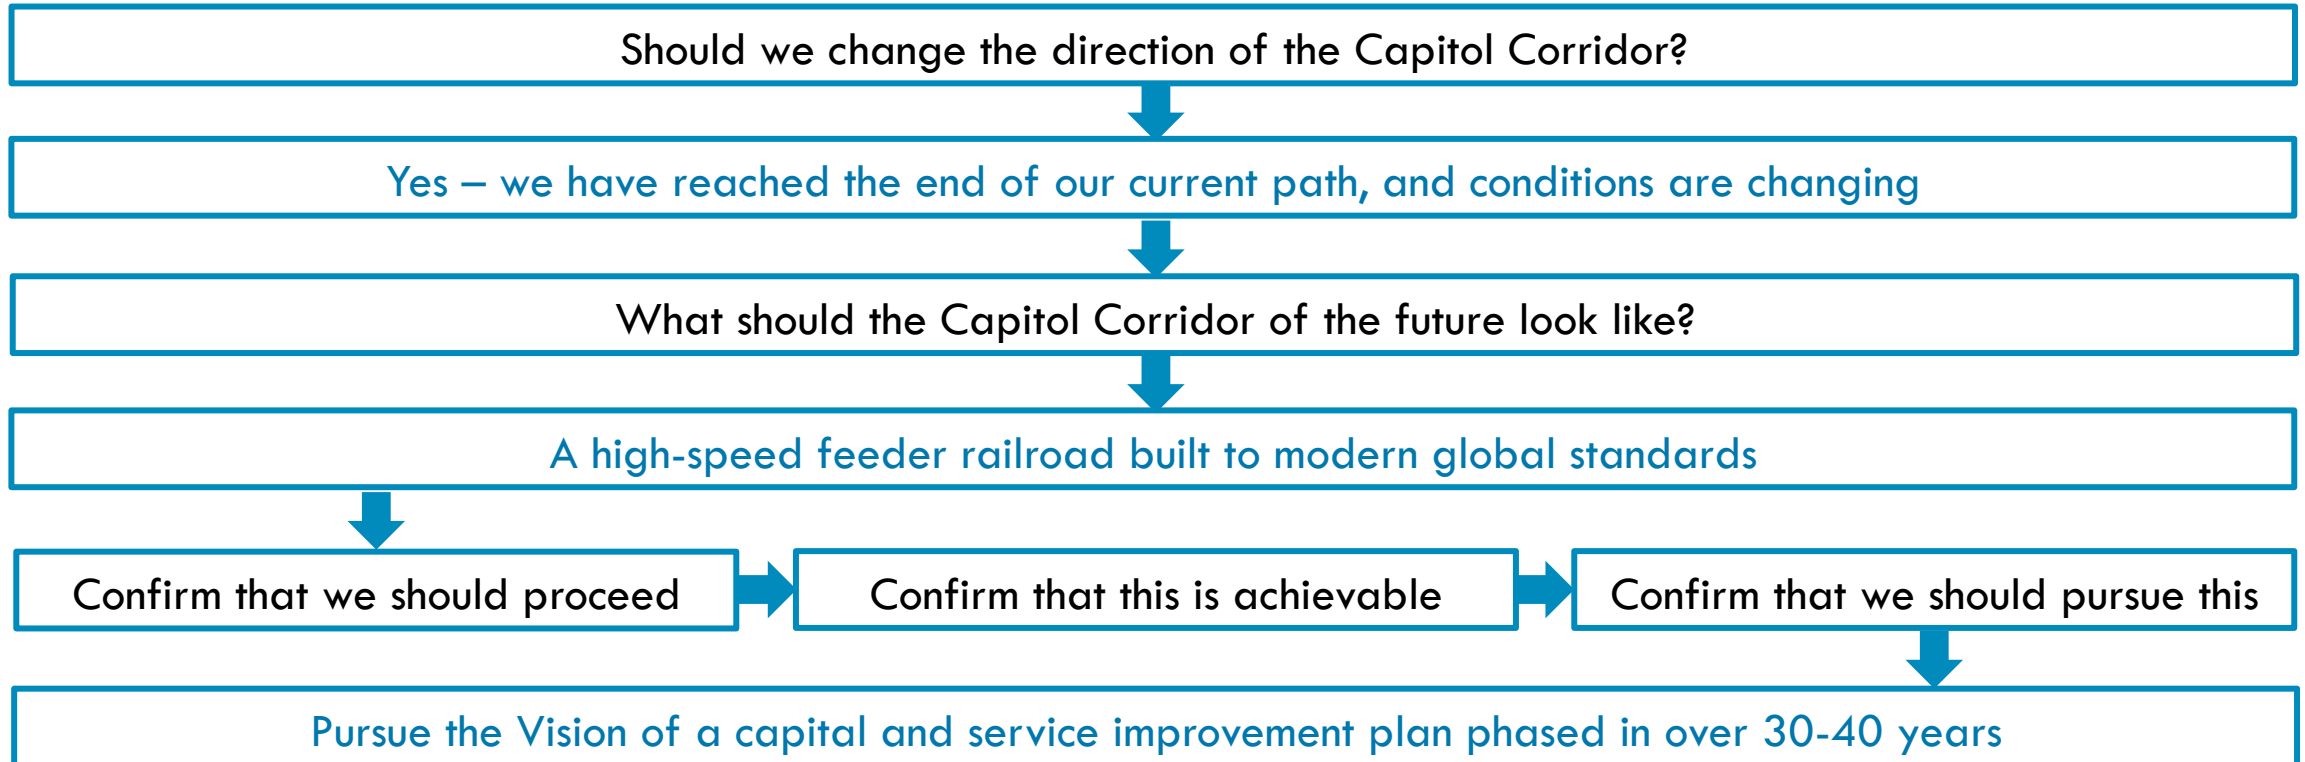 Should we change the direction of the Capitol Corridor?
Yes – we have reached the end of our current path, and conditions are changing
What should the Capitol Corridor of the future look like?
A high-speed feeder railroad built to modern global standards
Confirm that we should proceed
Confirm that this is achievable
Confirm that we should pursue this
Pursue the Vision of a capital and service improvement plan phased in over 30-40 years